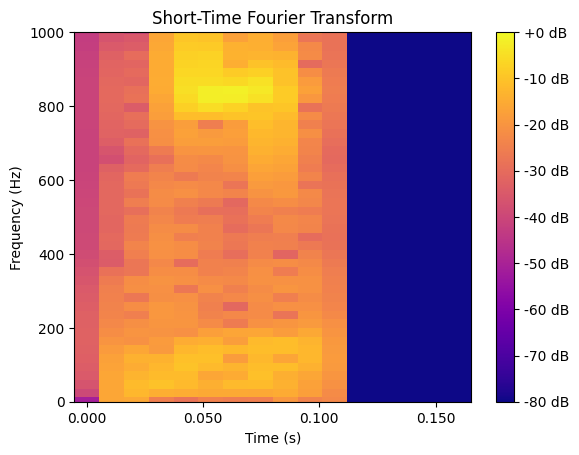 Short-Time Fourier Transform
1000
800
600
400
200
0
Frequency (Hz)
0.000
0.050
0.100
0.150
Time (s)
+0 dB
-10 dB
-20 dB
-30 dB
-40 dB
-50 dB
-60 dB
-70 dB
-80 dB